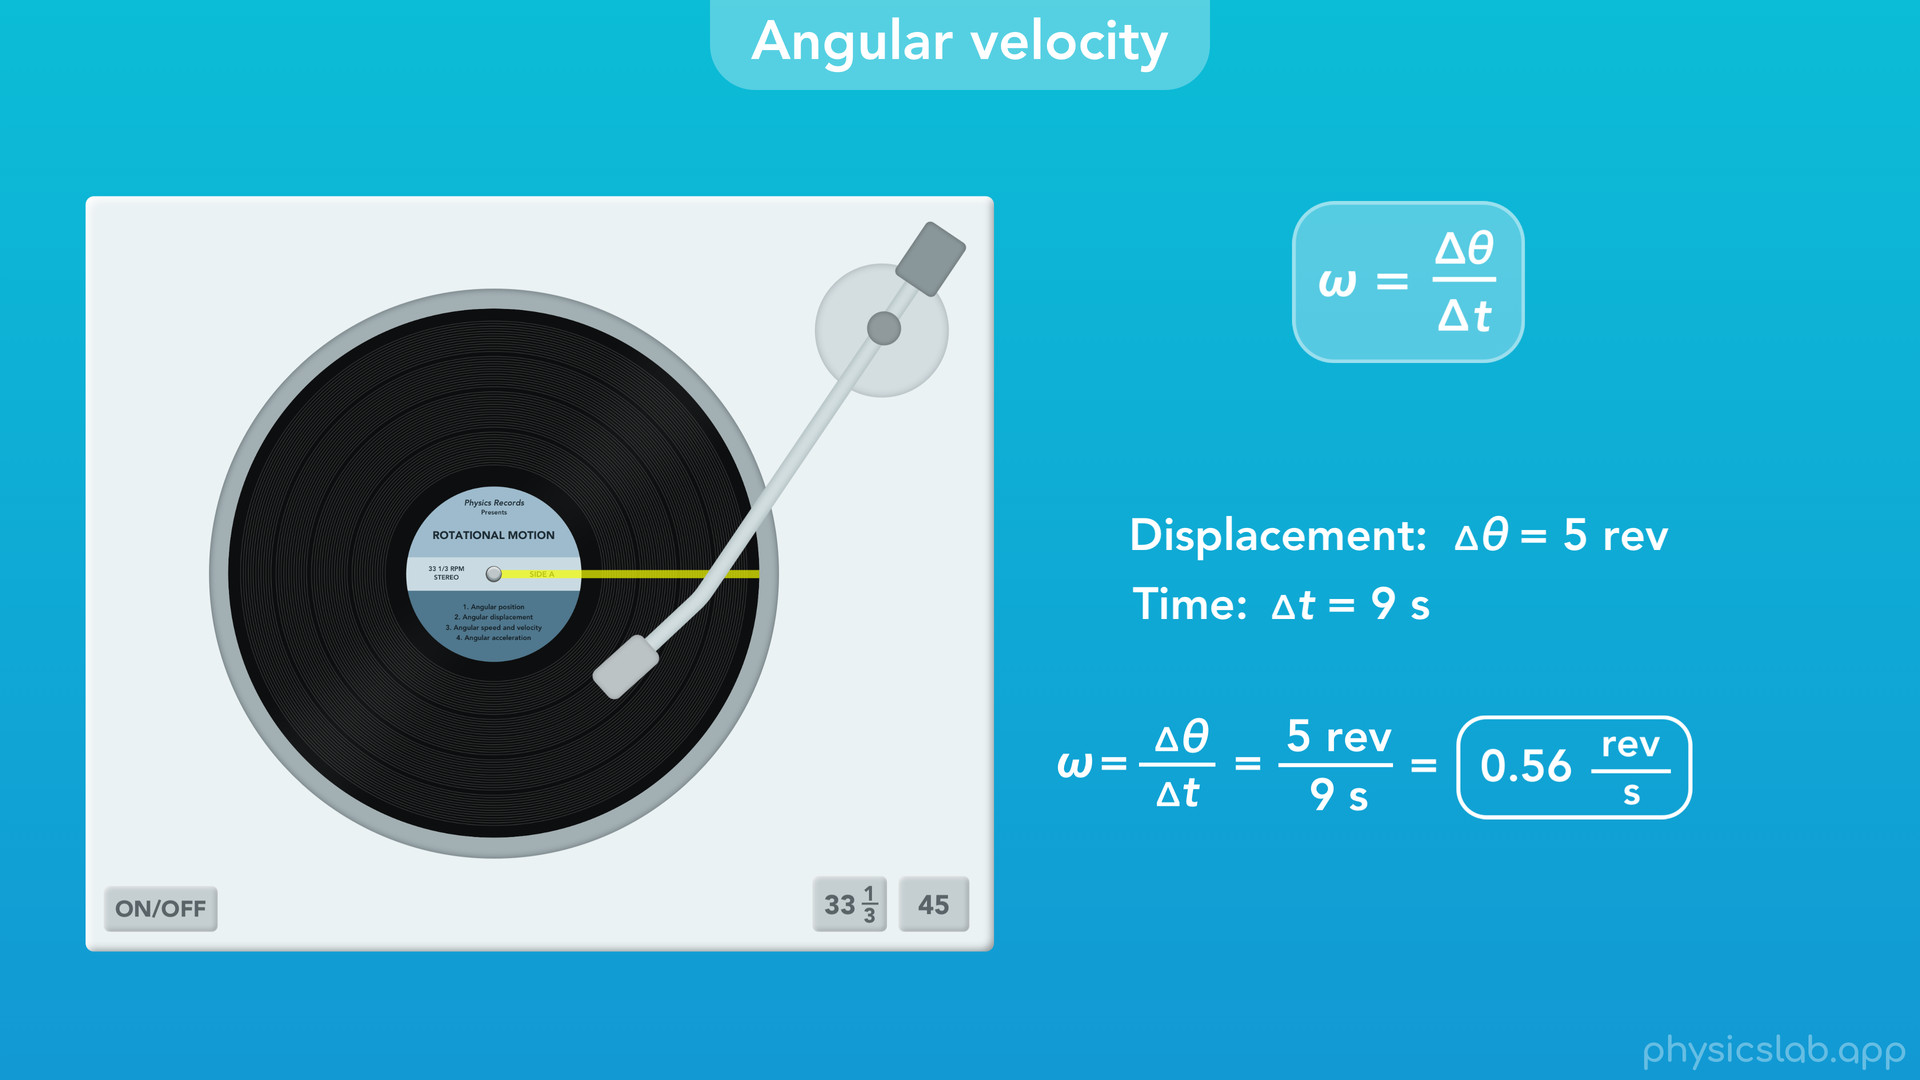 Angular velocity
Physics Records
Presents
ROTATIONAL MOTION
33 1/3 RPM
STEREO
SIDE A
1. Angular position
2. Angular displacement
3. Angular speed and velocity
4. Angular acceleration
ON/OFF
33 1/3
45
ω = Δθ/Δt
Displacement: Δθ = 5 rev
Time: Δt = 9 s
ω = Δθ/Δt = 5 rev/9 s = 0.56 rev/s
physicslab.app